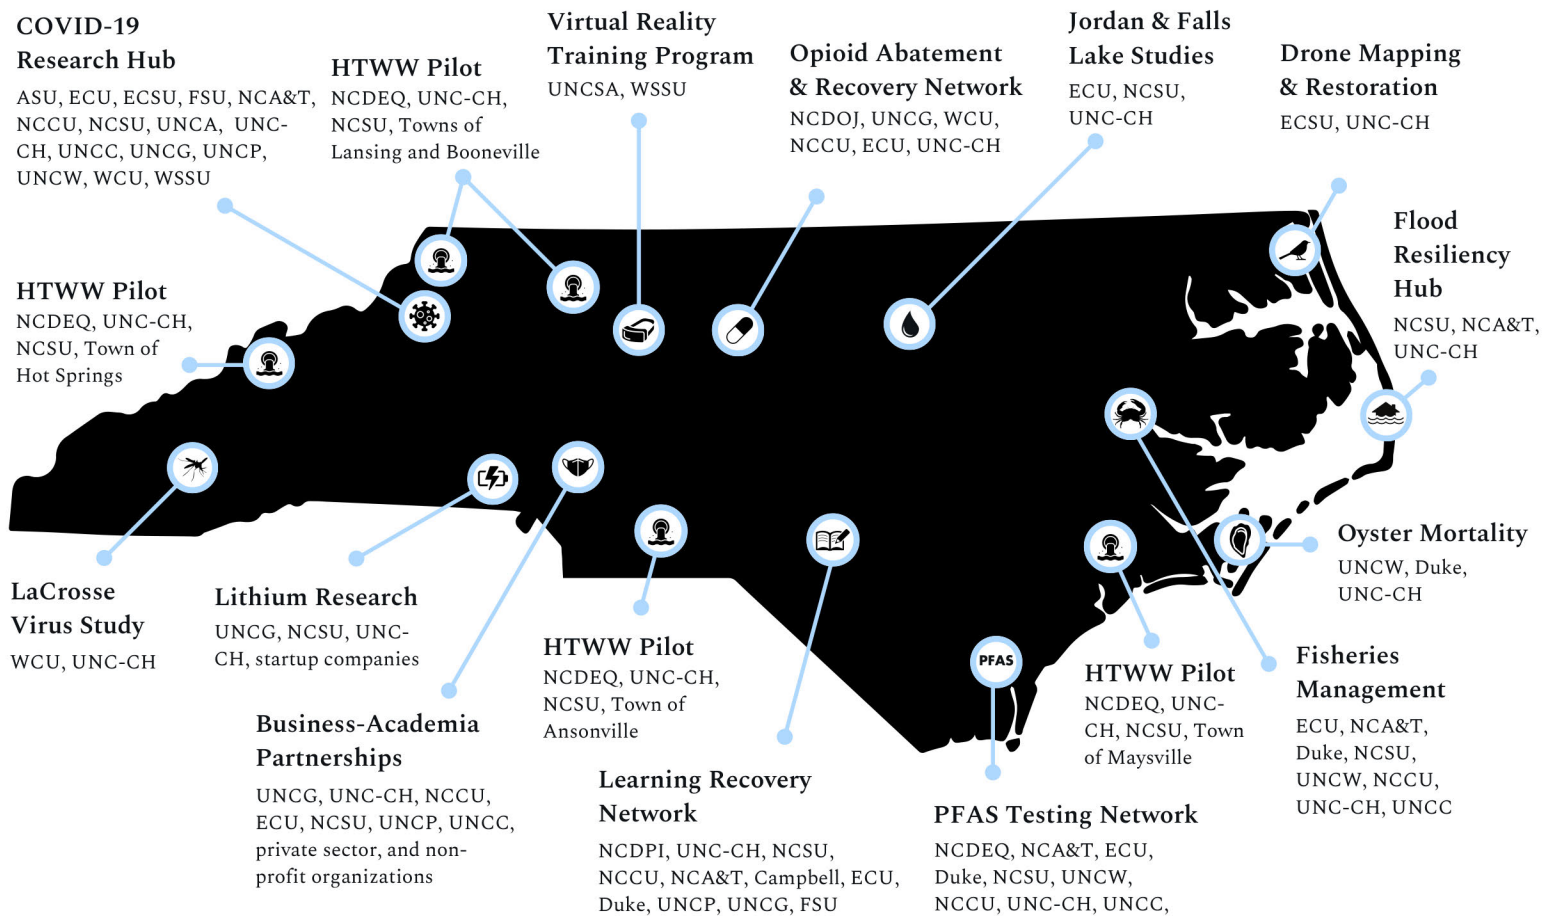 COVID-19
Research Hub
ASU, ECU, ECSU, FSU, NCA&T,
NCCU, NCSU, UNCA, UNC-
CH, UNCC, UNCG, UNCP,
UNCW, WCU, WSSU
HTWW Pilot
NCDEQ, UNC-CH,
NCSU, Towns of
Lansing and Booneville
Virtual Reality
Training Program
UNCSA, WSSU
Opioid Abatement
& Recovery Network
NCDOJ, UNCG, WCU,
NCCU, ECU, UNC-CH
Jordan & Falls
Lake Studies
ECU, NCSU,
UNC-CH
Drone Mapping
& Restoration
ECSU, UNC-CH
Flood
Resiliency
Hub
NCSU, NCA&T,
UNC-CH
HTWW Pilot
NCDEQ, UNC-CH,
NCSU, Town of
Hot Springs
LaCrosse
Virus Study
WCU, UNC-CH
Lithium Research
UNCG, NCSU, UNC-
CH, startup companies
Business-Academia
Partnerships
UNCG, UNC-CH, NCCU,
ECU, NCSU, UNCP, UNCC,
private sector, and non-
profit organizations
HTWW Pilot
NCDEQ, UNC-CH,
NCSU, Town of
Ansonville
Learning Recovery
Network
NCDPI, UNC-CH, NCSU,
NCCU, NCA&T, Campbell, ECU,
Duke, UNCP, UNCG, FSU
PFAS
PFAS Testing Network
NCDEQ, NCA&T, ECU,
Duke, NCSU, UNCW,
NCCU, UNC-CH, UNCC,
HTWW Pilot
NCDEQ, UNC-
CH, NCSU, Town
of Maysville
Oyster Mortality
UNCW, Duke,
UNC-CH
Fisheries
Management
ECU, NCA&T,
Duke, NCSU,
UNCW, NCCU,
UNC-CH, UNCC